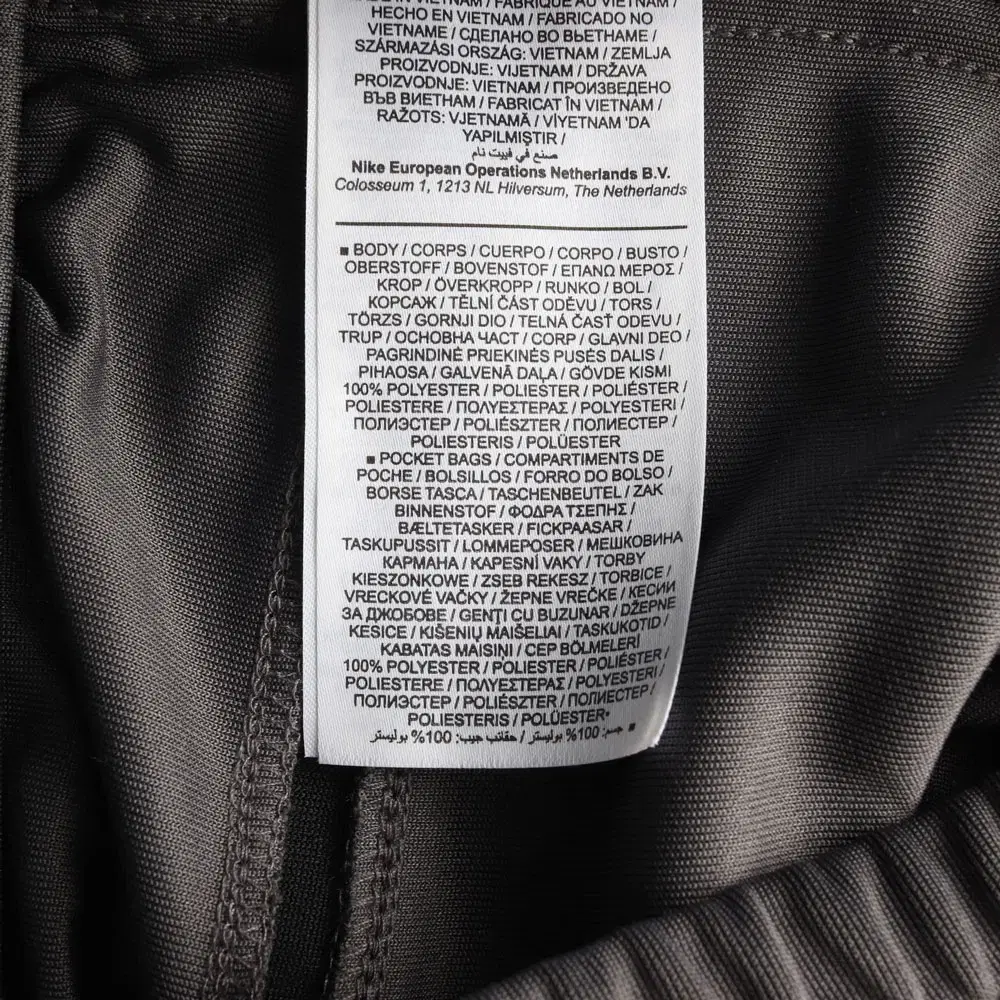 MADE IN VIETNAM / FABRIQUÉ AU VIETNAM /
HECHO EN VIETNAM / FABRICADO NO
VIETNAME / СДЕЛАНО ВО ВЬЕТНАМЕ /
SZÁRMAZÁSI ORSZÁG: VIETNAM / ZEMLJA
PROIZVODNJE: VIJETNAM / DRŽAVA
PROIZVODNJE: VIETNAM / ПРОИЗВЕДЕНО
ВЪВ ВИЕТНАМ / FABRICAT ÎN VIETNAM /
RAŽOTS: VJETNAMĀ / VİYETNAM 'DA
YAPILMIŞTIR /
صنع في فييت نام
Nike European Operations Netherlands B.V.
Colosseum 1, 1213 NL Hilversum, The Netherlands
■ BODY / CORPS / CUERPO / CORPO / BUSTO /
OBERSTOFF / BOVENSTOF / ΕΠΑΝΩ ΜΕΡΟΣ /
KROP / ÖVERKROPP / RUNKO / BOL /
КОРСАЖ / TĚLNÍ ČÁST ODĚVU / TORS /
TÖRZS / GORNJI DIO / TELNÁ ČASŤ ODEVU /
TRUP / ОСНОВНА ЧАСТ / CORP / GLAVNI DEO /
PAGRINDINĖ PRIEKINĖS PUSĖS DALIS /
PIHAOSA / GALVENĀ DAĻA / GÖVDE KISMI
100% POLYESTER / POLIESTER / POLIÉSTER /
POLIESTERE / ΠΟΛΥΕΣΤΕΡΑΣ / POLYESTERI /
ПОЛИЭСТЕР / POLIÉSZTER / ПОЛИЕСТЕР /
POLIESTERIS / POLÜESTER
■ POCKET BAGS / COMPARTIMENTS DE
POCHE / BOLSILLOS / FORRO DO BOLSO /
BORSE TASCA / TASCHENBEUTEL / ZAK
BINNENSTOF / ΦΟΔΡΑ ΤΣΕΠΗΣ /
BÆLTETASKER / FICKPAASAR /
TASKUPUSSIT / LOMMEPOSER / МЕШКОВИНА
КАРМАНА / KAPESNÍ VAKY / TORBY
KIESZONKOWE / ZSEB REKESZ / TORBICE /
VRECKOVÉ VAČKY / ŽEPNE VREČKE / КЕСИИ
ЗА ДЖОБОВЕ / GENȚI CU BUZUNAR / DŽEPNE
KESICE / KIŠENIŲ MAIŠELIAI / TASKUKOTID /
KABATAS MAISIŅI / CEP BÖLMELERİ
100% POLYESTER / POLIESTER / POLIÉSTER /
POLIESTERE / ΠΟΛΥΕΣΤΕΡΑΣ / POLYESTERI /
ПОЛИЭСТЕР / POLIÉSZTER / ПОЛИЕСТЕР /
POLIESTERIS / POLÜESTER
■ جسم: 100% بوليستر / حقائب جيب: 100% بوليستر